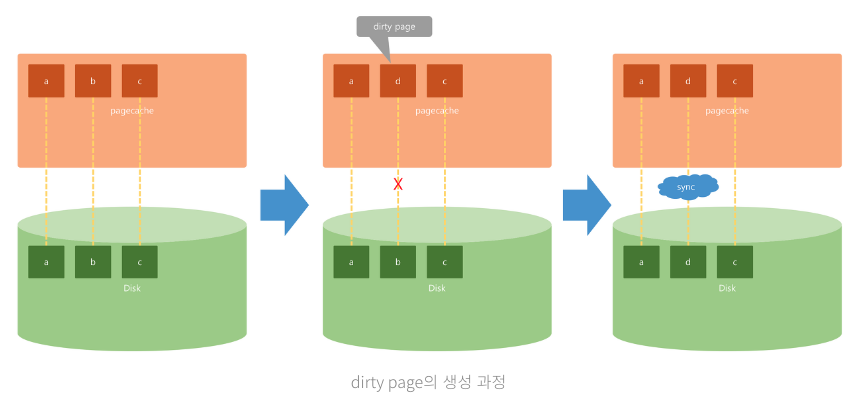 dirty page
a b c
pagecache
a d c
pagecache
a d c
pagecache
X
sync
a b c
Disk
a b c
Disk
a d c
Disk
dirty page의 생성 과정